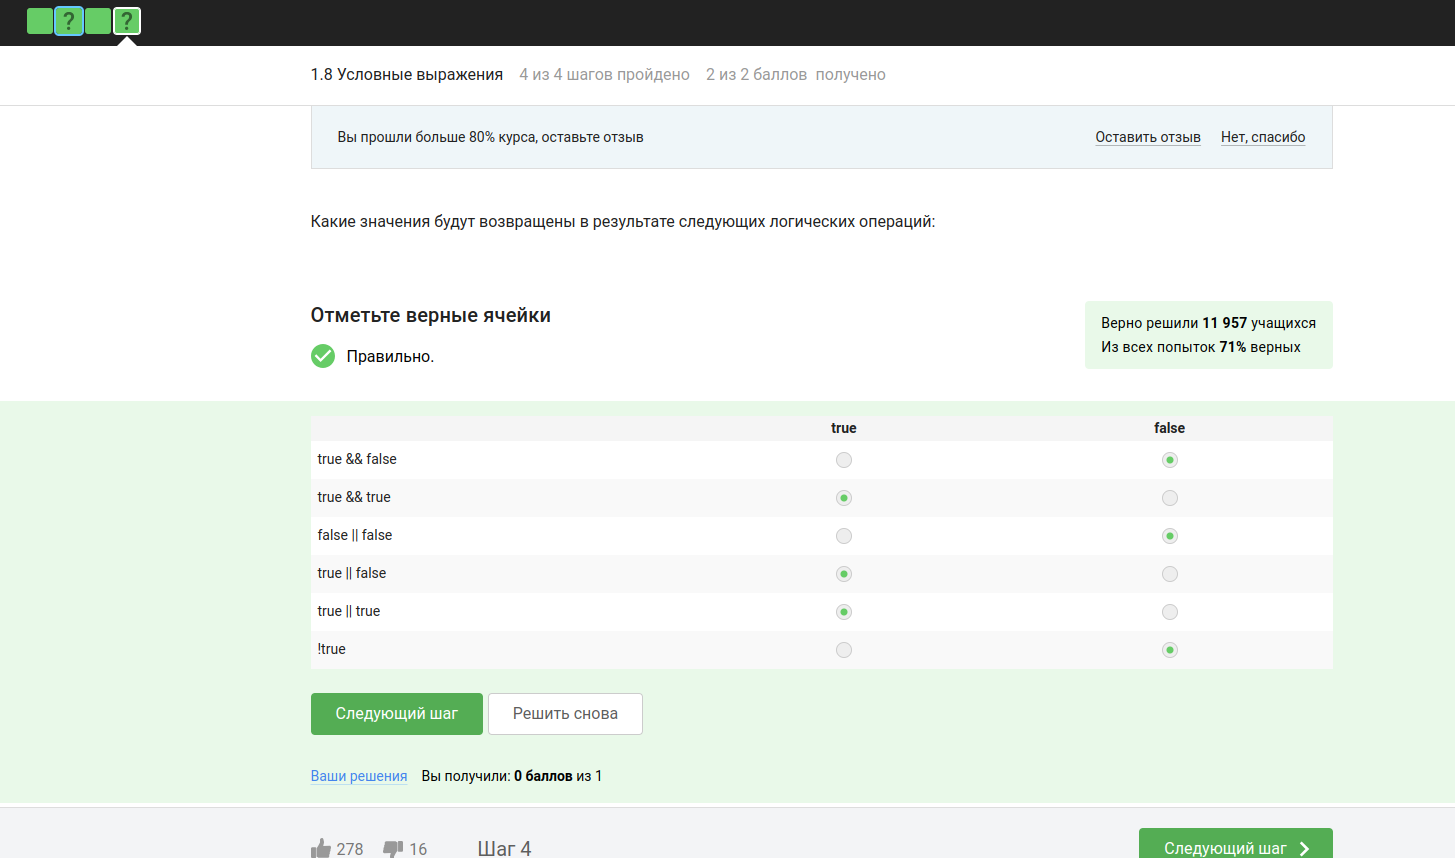 ? ?
1.8 Условные выражения 4 из 4 шагов пройдено 2 из 2 баллов получено
Вы прошли больше 80% курса, оставьте отзыв Оставить отзыв Нет, спасибо
Какие значения будут возвращены в результате следующих логических операций:
Отметьте верные ячейки
Правильно.
Верно решили 11 957 учащихся
Из всех попыток 71% верных
true false
true && false
true && true
false || false
true || false
true || true
!true
Следующий шаг Решить снова
Ваши решения Вы получили: 0 баллов из 1
278 16 Шаг 4 Следующий шаг